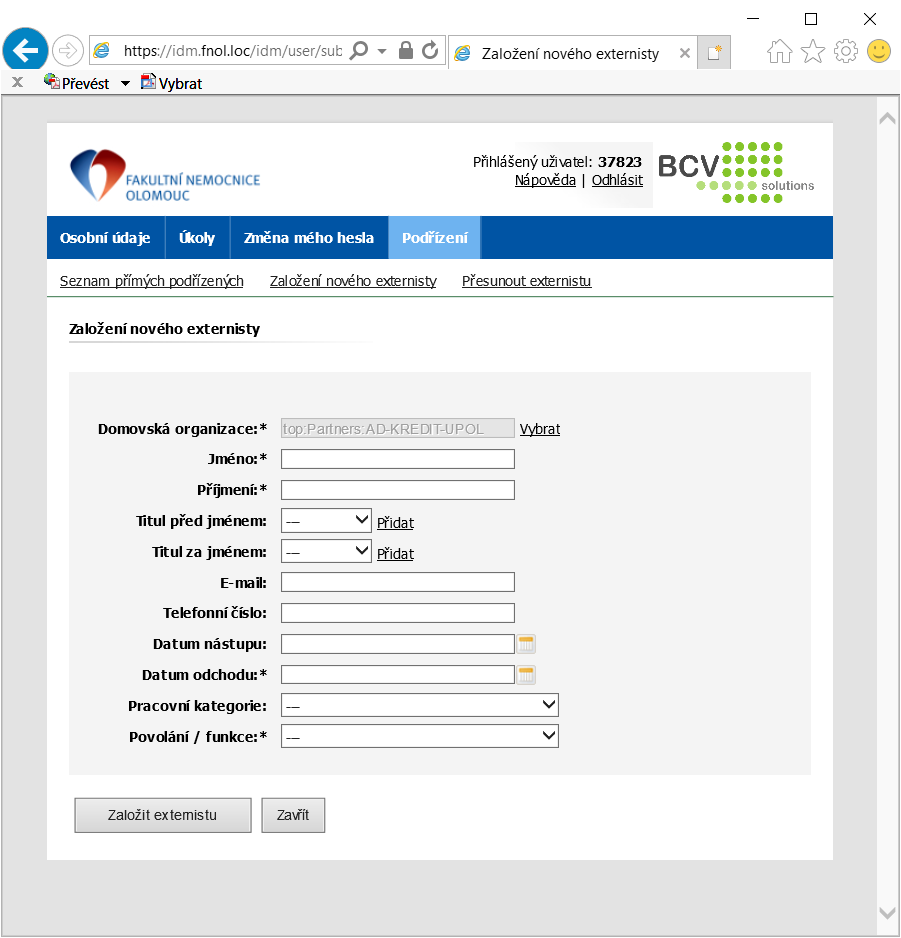 https://idm.fnol.loc/idm/user/sub
Založení nového externisty
x Převést Vybrat
FAKULTNÍ NEMOCNICE
OLOMOUC
Přihlášený uživatel: 37823
Nápověda | Odhlásit
BCV
solutions
Osobní údaje Úkoly Změna mého hesla Podřízení
Seznam přímých podřízených Založení nového externisty Přesunout externistu
Založení nového externisty
Domovská organizace:* top:Partners:AD-KREDIT-UPOL Vybrat
Jméno:*
Příjmení:*
Titul před jménem: --- Přidat
Titul za jménem: --- Přidat
E-mail:
Telefonní číslo:
Datum nástupu:
Datum odchodu:*
Pracovní kategorie: ---
Povolání / funkce:* ---
Založit externistu Zavřít